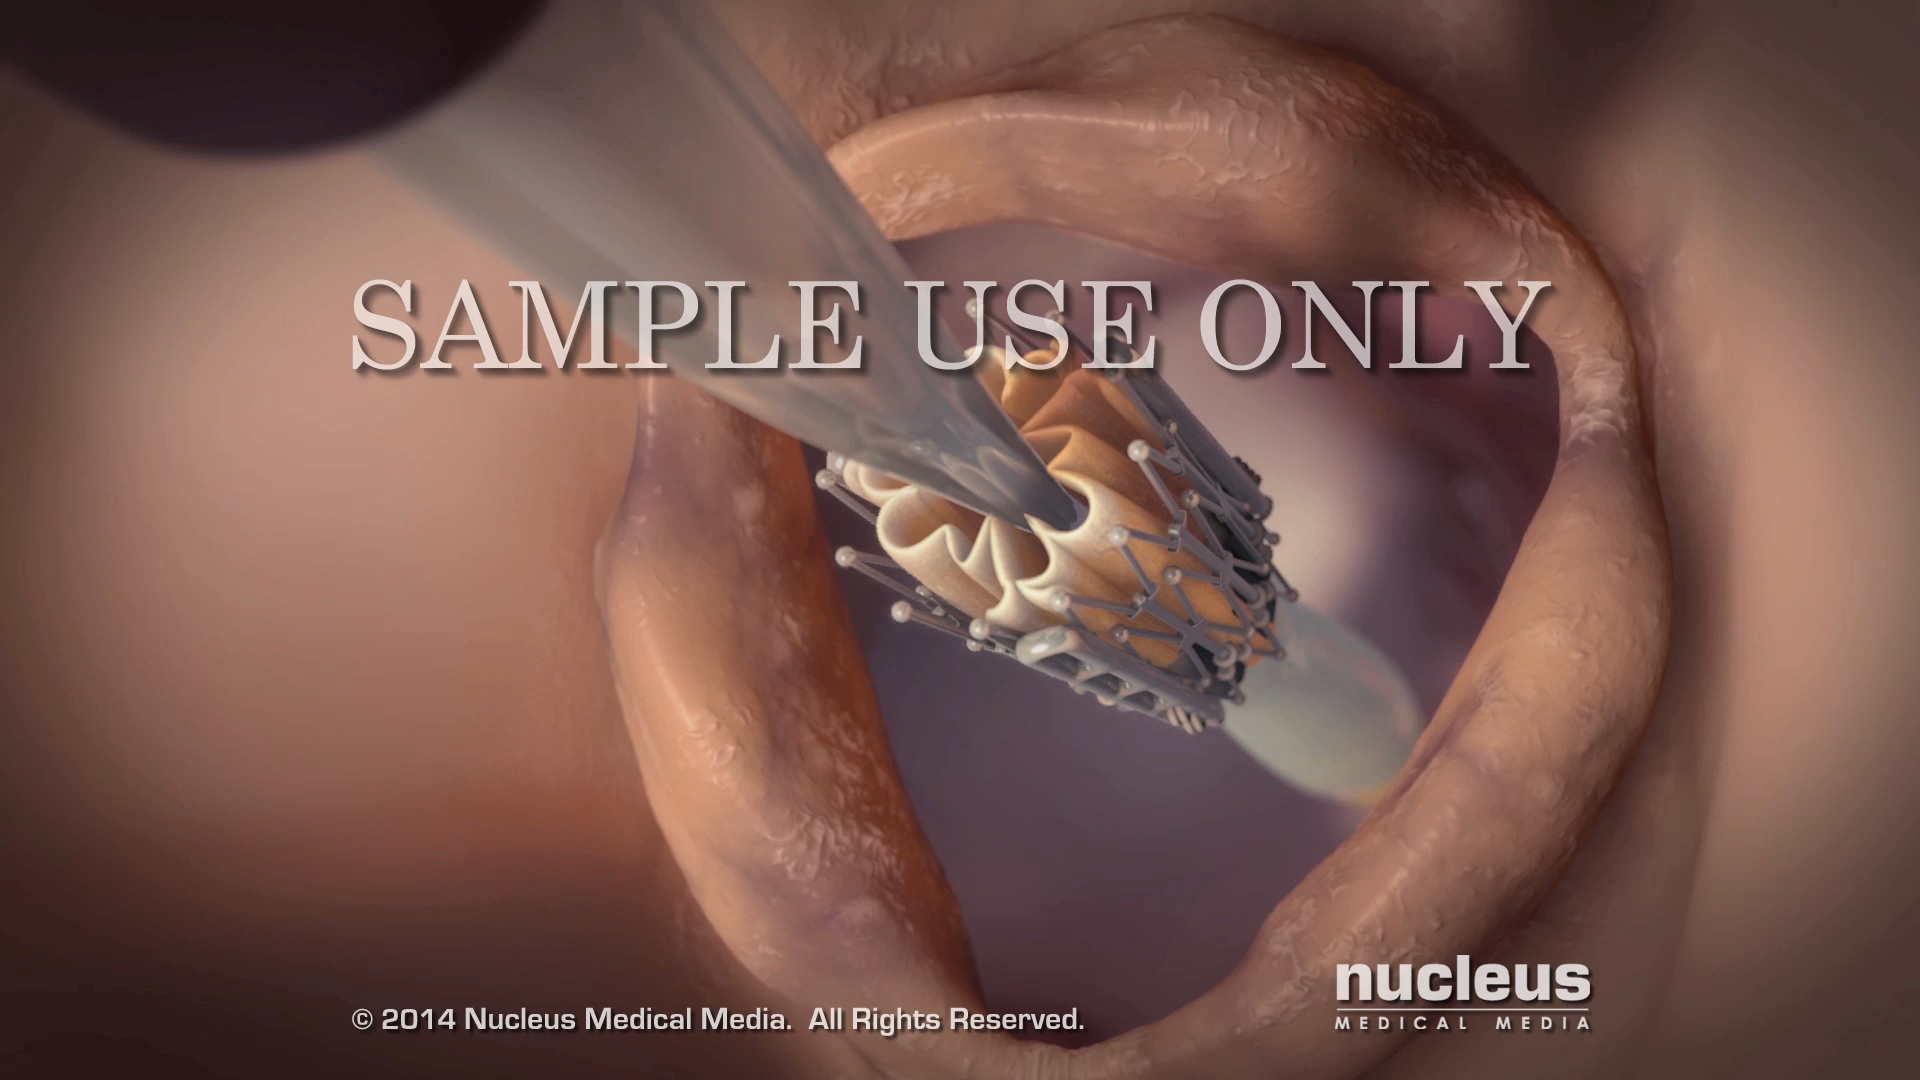 SAMPLE USE ONLY
© 2014 Nucleus Medical Media. All Rights Reserved.
nucleus
MEDICAL MEDIA